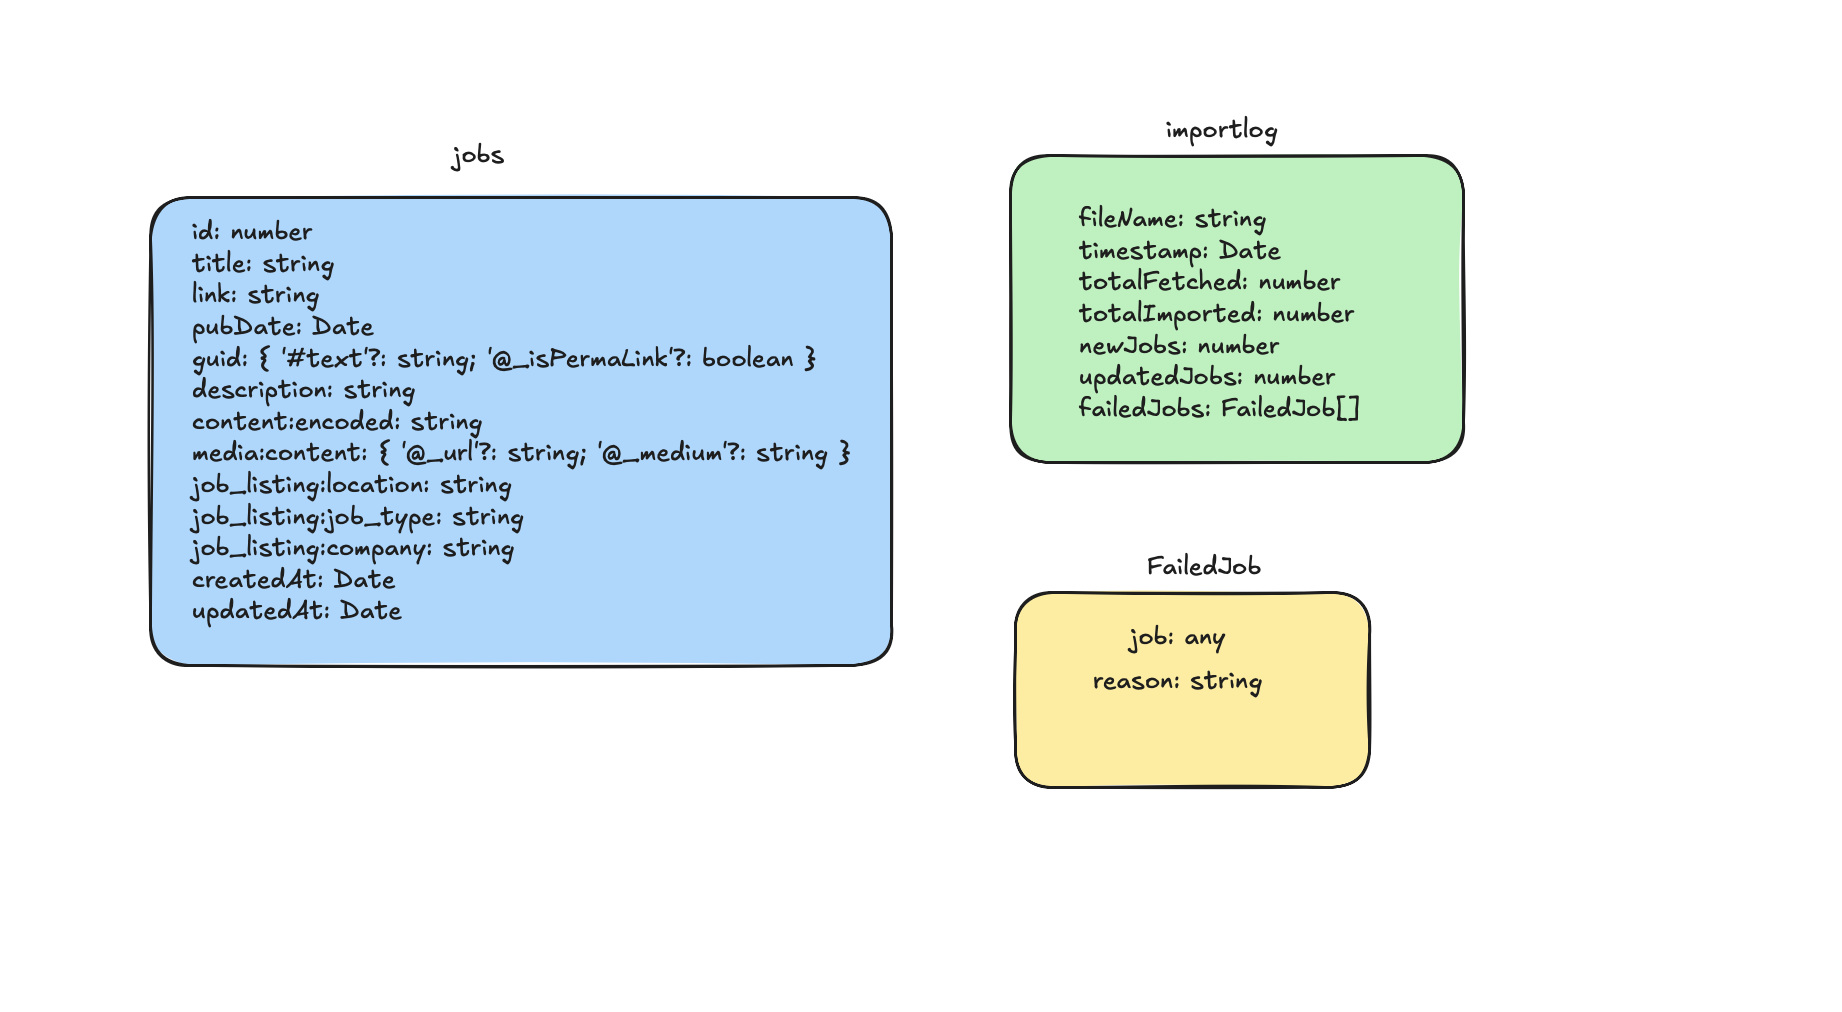 jobs
id: number
title: string
link: string
pubDate: Date
guid: { '#text'?: string; '@_isPermaLink'?: boolean }
description: string
content:encoded: string
media:content: { '@_url'?: string; '@_medium'?: string }
job_listing:location: string
job_listing:job_type: string
job_listing:company: string
createdAt: Date
updatedAt: Date
importlog
fileName: string
timestamp: Date
totalFetched: number
totalImported: number
newJobs: number
updatedJobs: number
failedJobs: FailedJob[]
FailedJob
job: any
reason: string